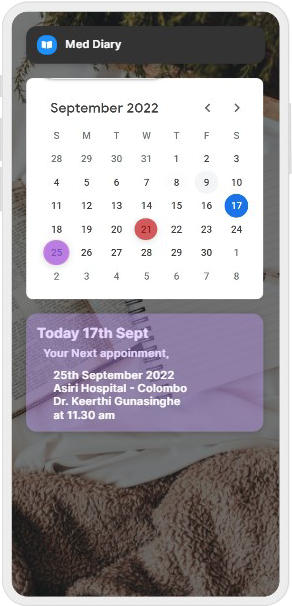 Med Diary
September 2022
S M T W T F S
28 29 30 31 1 2 3
4 5 6 7 8 9 10
11 12 13 14 15 16 17
18 19 20 21 22 23 24
25 26 27 28 29 30 1
2 3 4 5 6 7 8
Today 17th Sept
Your Next appoinment,
25th September 2022
Asiri Hospital - Colombo
Dr. Keerthi Gunasinghe
at 11.30 am